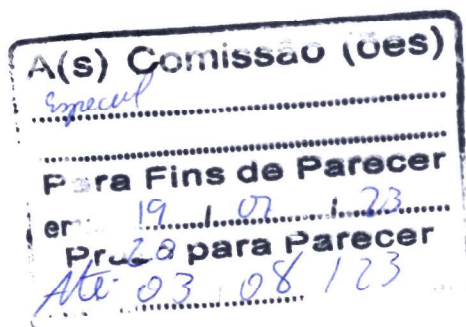 A(s) Comissão (ões)
Especial
Para Fins de Parecer
em 19 / 07 / 23
Prazo para Parecer
Até 03 / 08 / 23